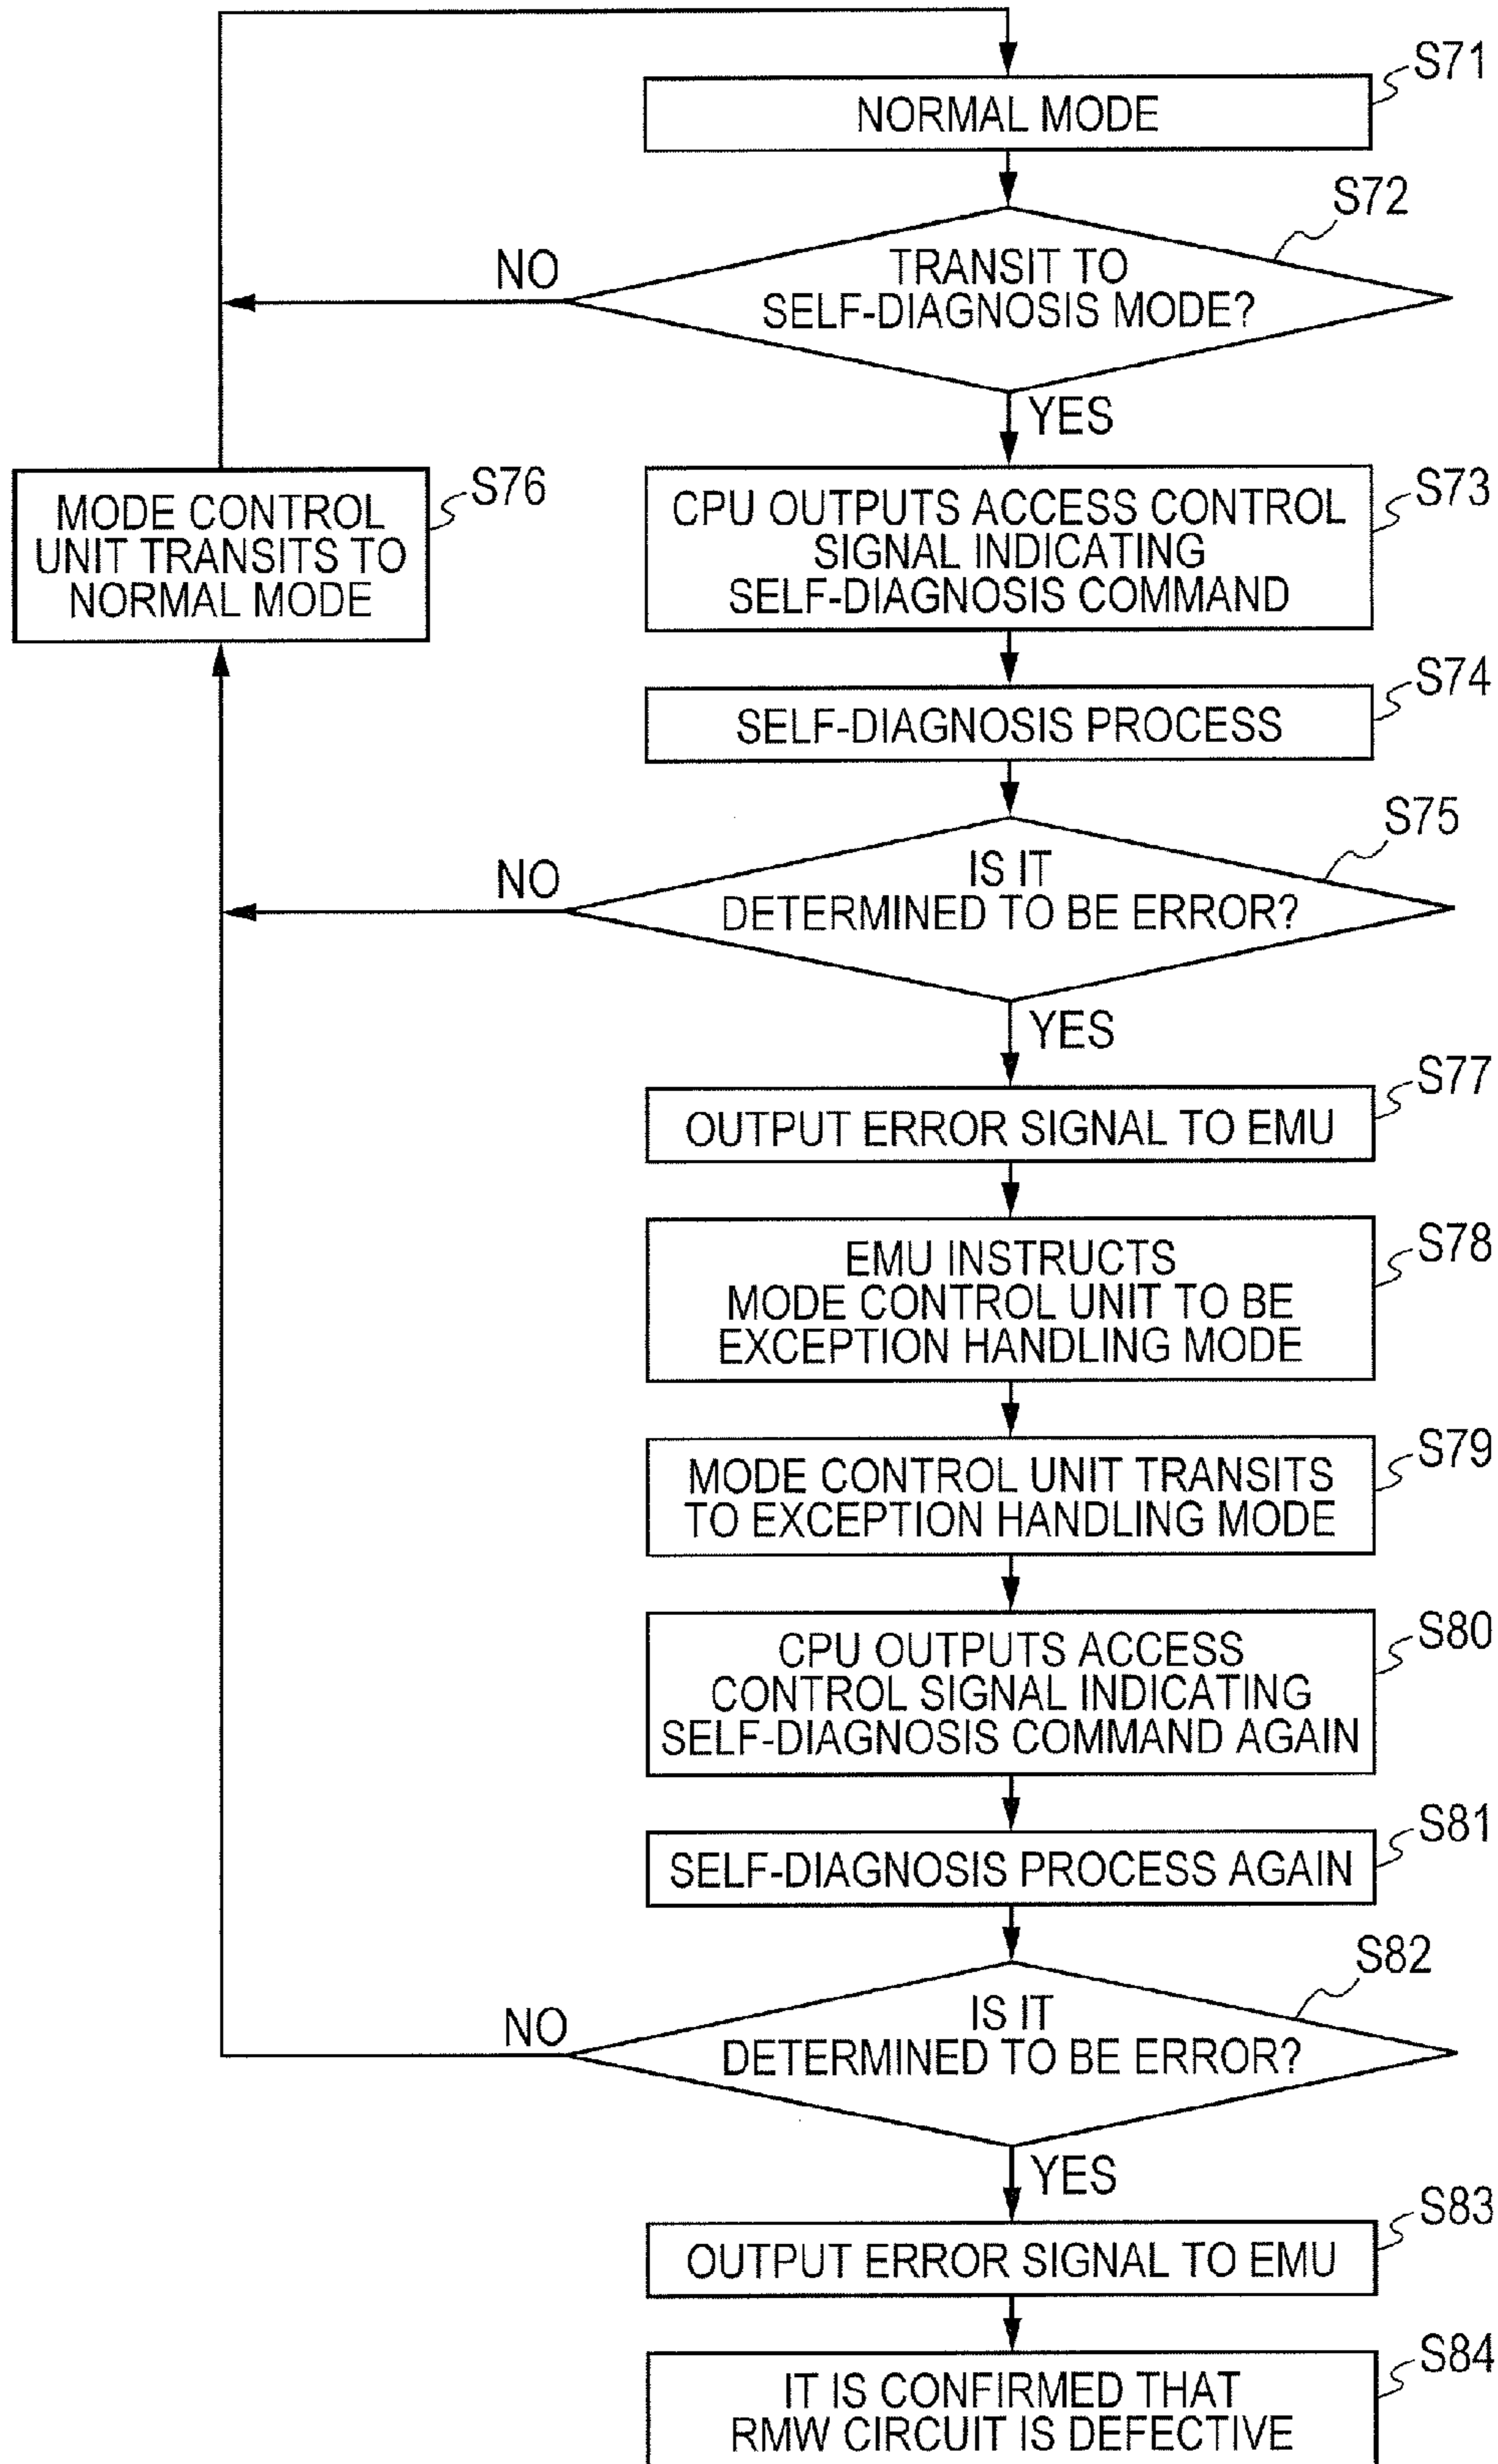 S71
NORMAL MODE
S72
TRANSIT TO
SELF-DIAGNOSIS MODE?
NO
YES
S76
MODE CONTROL
UNIT TRANSITS TO
NORMAL MODE
S73
CPU OUTPUTS ACCESS CONTROL
SIGNAL INDICATING
SELF-DIAGNOSIS COMMAND
S74
SELF-DIAGNOSIS PROCESS
S75
IS IT
DETERMINED TO BE ERROR?
NO
YES
S77
OUTPUT ERROR SIGNAL TO EMU
S78
EMU INSTRUCTS
MODE CONTROL UNIT TO BE
EXCEPTION HANDLING MODE
S79
MODE CONTROL UNIT TRANSITS
TO EXCEPTION HANDLING MODE
S80
CPU OUTPUTS ACCESS
CONTROL SIGNAL INDICATING
SELF-DIAGNOSIS COMMAND AGAIN
S81
SELF-DIAGNOSIS PROCESS AGAIN
S82
IS IT
DETERMINED TO BE ERROR?
NO
YES
S83
OUTPUT ERROR SIGNAL TO EMU
S84
IT IS CONFIRMED THAT
RMW CIRCUIT IS DEFECTIVE